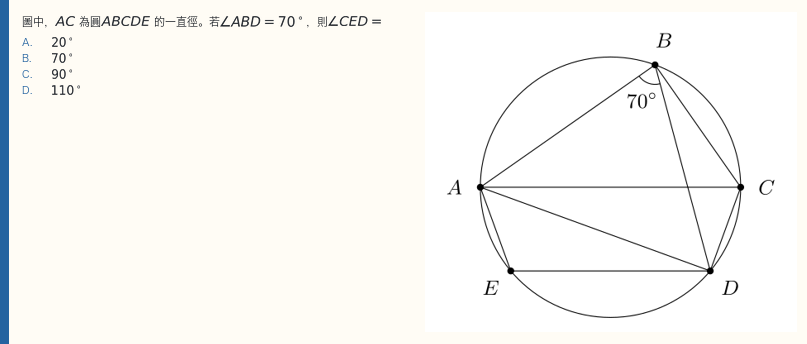 圖中，AC 為圓ABCDE 的一直徑。若∠ABD = 70°，則∠CED =
A. 20°
B. 70°
C. 90°
D. 110°
B
70°
A
C
E
D